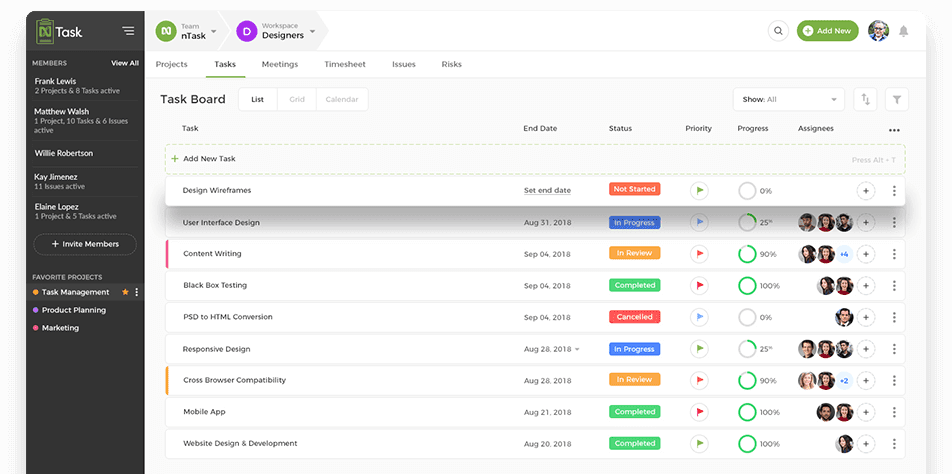 Task
MEMBERS View All
Frank Lewis
2 Projects & 8 Tasks active
Matthew Walsh
1 Project, 10 Tasks & 6 Issues
active
Willie Robertson
Kay Jimenez
11 Issues active
Elaine Lopez
1 Project & 5 Tasks active
+ Invite Members
FAVORITE PROJECTS
Task Management
Product Planning
Marketing
Team
nTask
D
Workspace
Designers
Add New
Projects Tasks Meetings Timesheet Issues Risks
Task Board List Grid Calendar Show: All
Task End Date Status Priority Progress Assignees
+ Add New Task Press Alt + T
Design Wireframes Set end date Not Started 0%
User Interface Design Aug 31, 2018 In Progress 25%
Content Writing Sep 04, 2018 In Review 90% +4
Black Box Testing Sep 04, 2018 Completed 100%
PSD to HTML Conversion Sep 04, 2018 Cancelled 0%
Responsive Design Aug 28, 2018 In Progress 25%
Cross Browser Compatibility Aug 28, 2018 In Review 90% +2
Mobile App Aug 21, 2018 Completed 100%
Website Design & Development Aug 20, 2018 Completed 100%